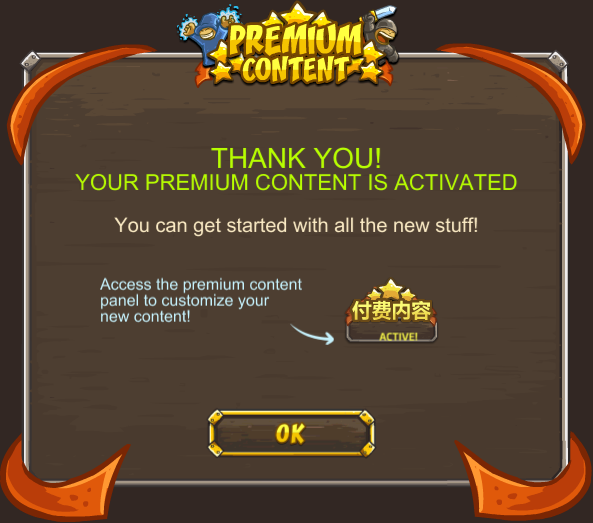 PREMIUM
CONTENT
THANK YOU!
YOUR PREMIUM CONTENT IS ACTIVATED
You can get started with all the new stuff!
Access the premium content
panel to customize your
new content!
付费内容
ACTIVE!
OK